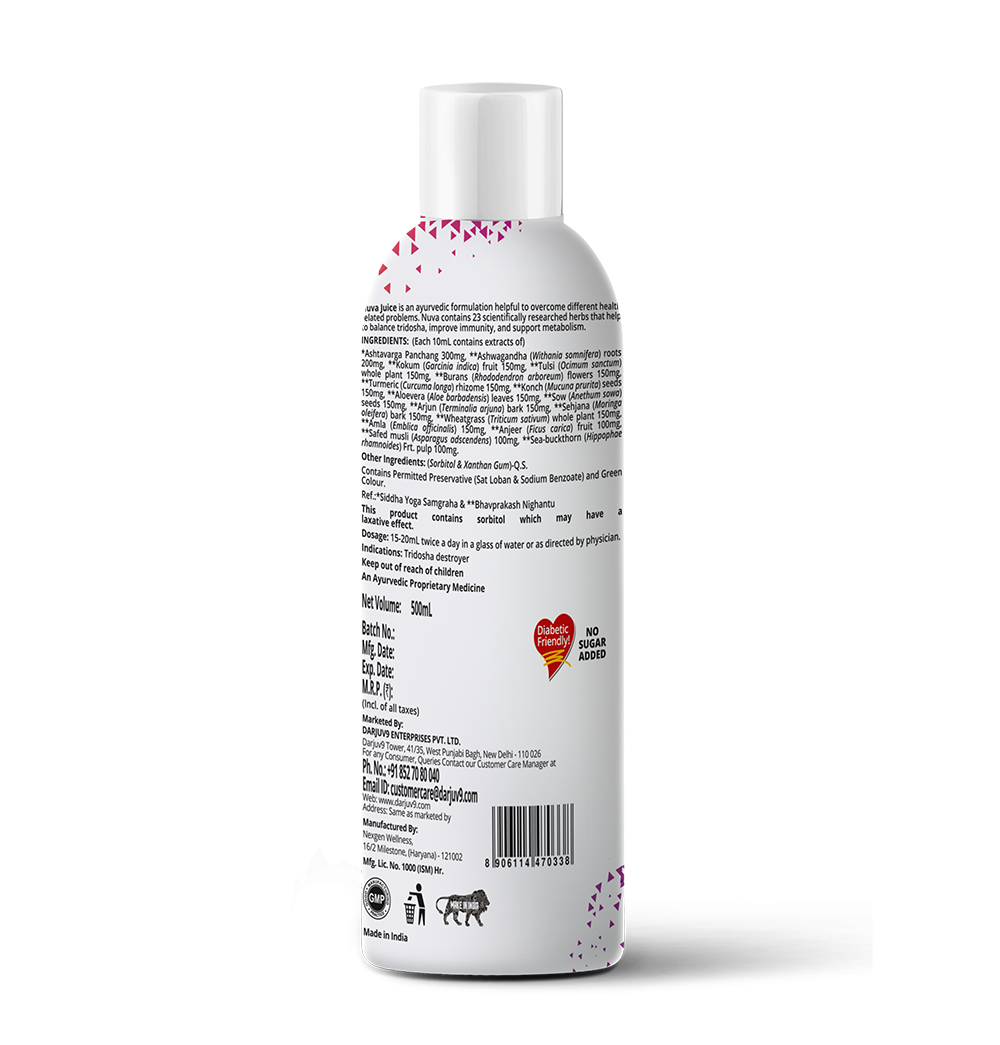 uva Juice is an ayurvedic formulation helpful to overcome different health
elated problems. Nuva contains 23 scientifically researched herbs that help
to balance tridosha, improve immunity, and support metabolism.
INGREDIENTS: (Each 10mL contains extracts of)
*Ashtavarga Panchang 300mg, **Ashwagandha (Withania somnifera) roots
200mg, **Kokum (Garcinia indica) fruit 150mg, **Tulsi (Ocimum sanctum)
whole plant 150mg, **Burans (Rhododendron arboreum) flowers 150mg,
**Turmeric (Curcuma longa) rhizome 150mg, **Konch (Mucuna prurita) seeds
150mg, **Aloevera (Aloe barbadensis) leaves 150mg, **Sow (Anethum sowa)
seeds 150mg, **Arjun (Terminalia arjuna) bark 150mg, **Sehjana (Moringa
oleifera) bark 150mg, **Wheatgrass (Triticum sativum) whole plant 150mg,
**Amla (Emblica officinalis) 150mg, **Anjeer (Ficus carica) fruit 100mg,
**Safed musli (Asparagus adscendens) 100mg, **Sea-buckthorn (Hippophae
rhamnoides) Frt. pulp 100mg.
Other Ingredients: (Sorbitol & Xanthan Gum)-Q.S.
Contains Permitted Preservative (Sat Loban & Sodium Benzoate) and Green
Colour.
Ref.:*Siddha Yoga Samgraha & **Bhavprakash Nighantu
This product contains sorbitol which may have a
laxative effect.
Dosage: 15-20mL twice a day in a glass of water or as directed by physician.
Indications: Tridosha destroyer
Keep out of reach of children
An Ayurvedic Proprietary Medicine
Net Volume: 500mL
Diabetic
Friendly!
NO
SUGAR
ADDED
Batch No.:
Mfg. Date:
Exp. Date:
M.R.P. (₹):
(Incl. of all taxes)
Marketed By:
DARJUV9 ENTERPRISES PVT. LTD.
Darjuv9 Tower, 41/35, West Punjabi Bagh, New Delhi - 110 026
For any Consumer, Queries Contact our Customer Care Manager at
Ph. No.: +91 852 70 80 040
Email ID: customercare@darjuv9.com
Web: www.darjuv9.com
Address: Same as marketed by
Manufactured By:
Nexgen Wellness,
16/2 Milestone, (Haryana) - 121002
Mfg. Lic. No. 1000 (ISM) Hr.
8 906114 470338
GMP
MAKE IN INDIA
Made in India